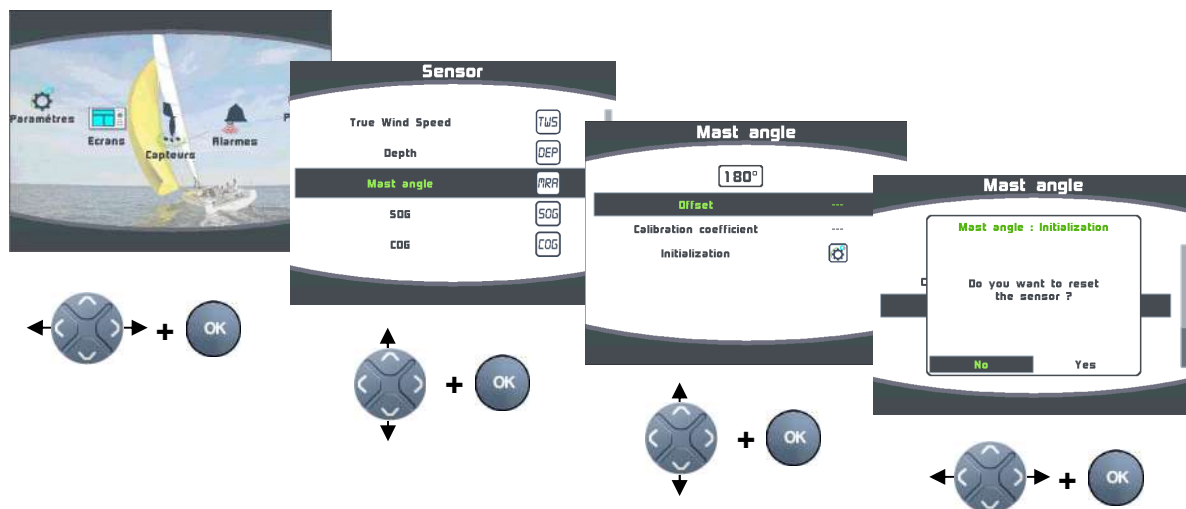 Paramétres
Ecrans
Capteurs
Alarmes
P
Sensor
True Wind Speed TWS
Depth DEP
Mast angle MRA
SOG SOG
COG COG
Mast angle
180°
Offset ---
Calibration coefficient ---
Initialization
Mast angle
Mast angle : Initialization
C
Do you want to reset
the sensor ?
No Yes
+ OK
+ OK
+ OK
+ OK